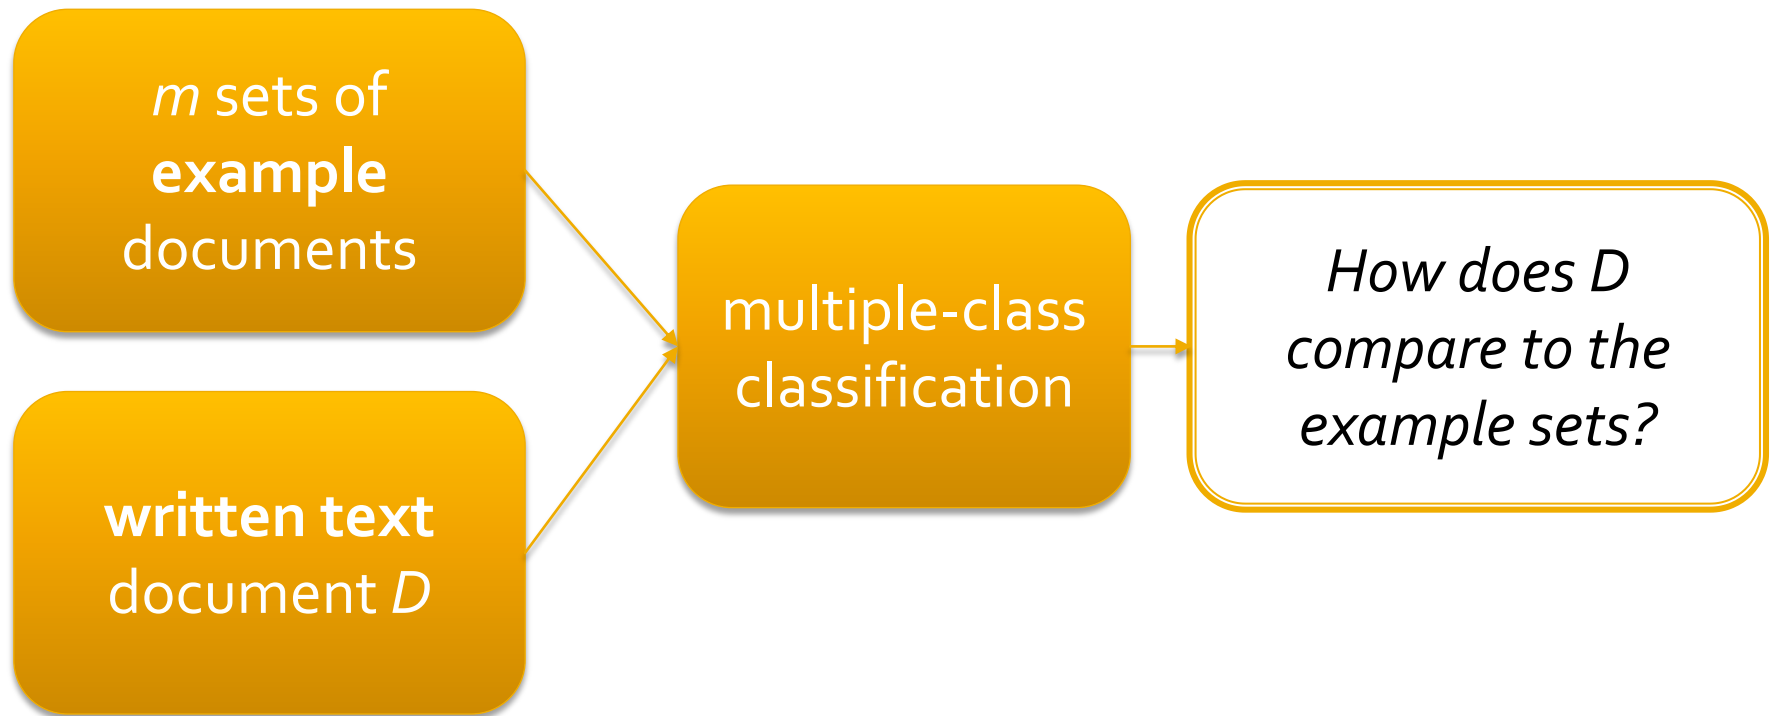 m sets of
example
documents
written text
document D
multiple-class
classification
How does D
compare to the
example sets?